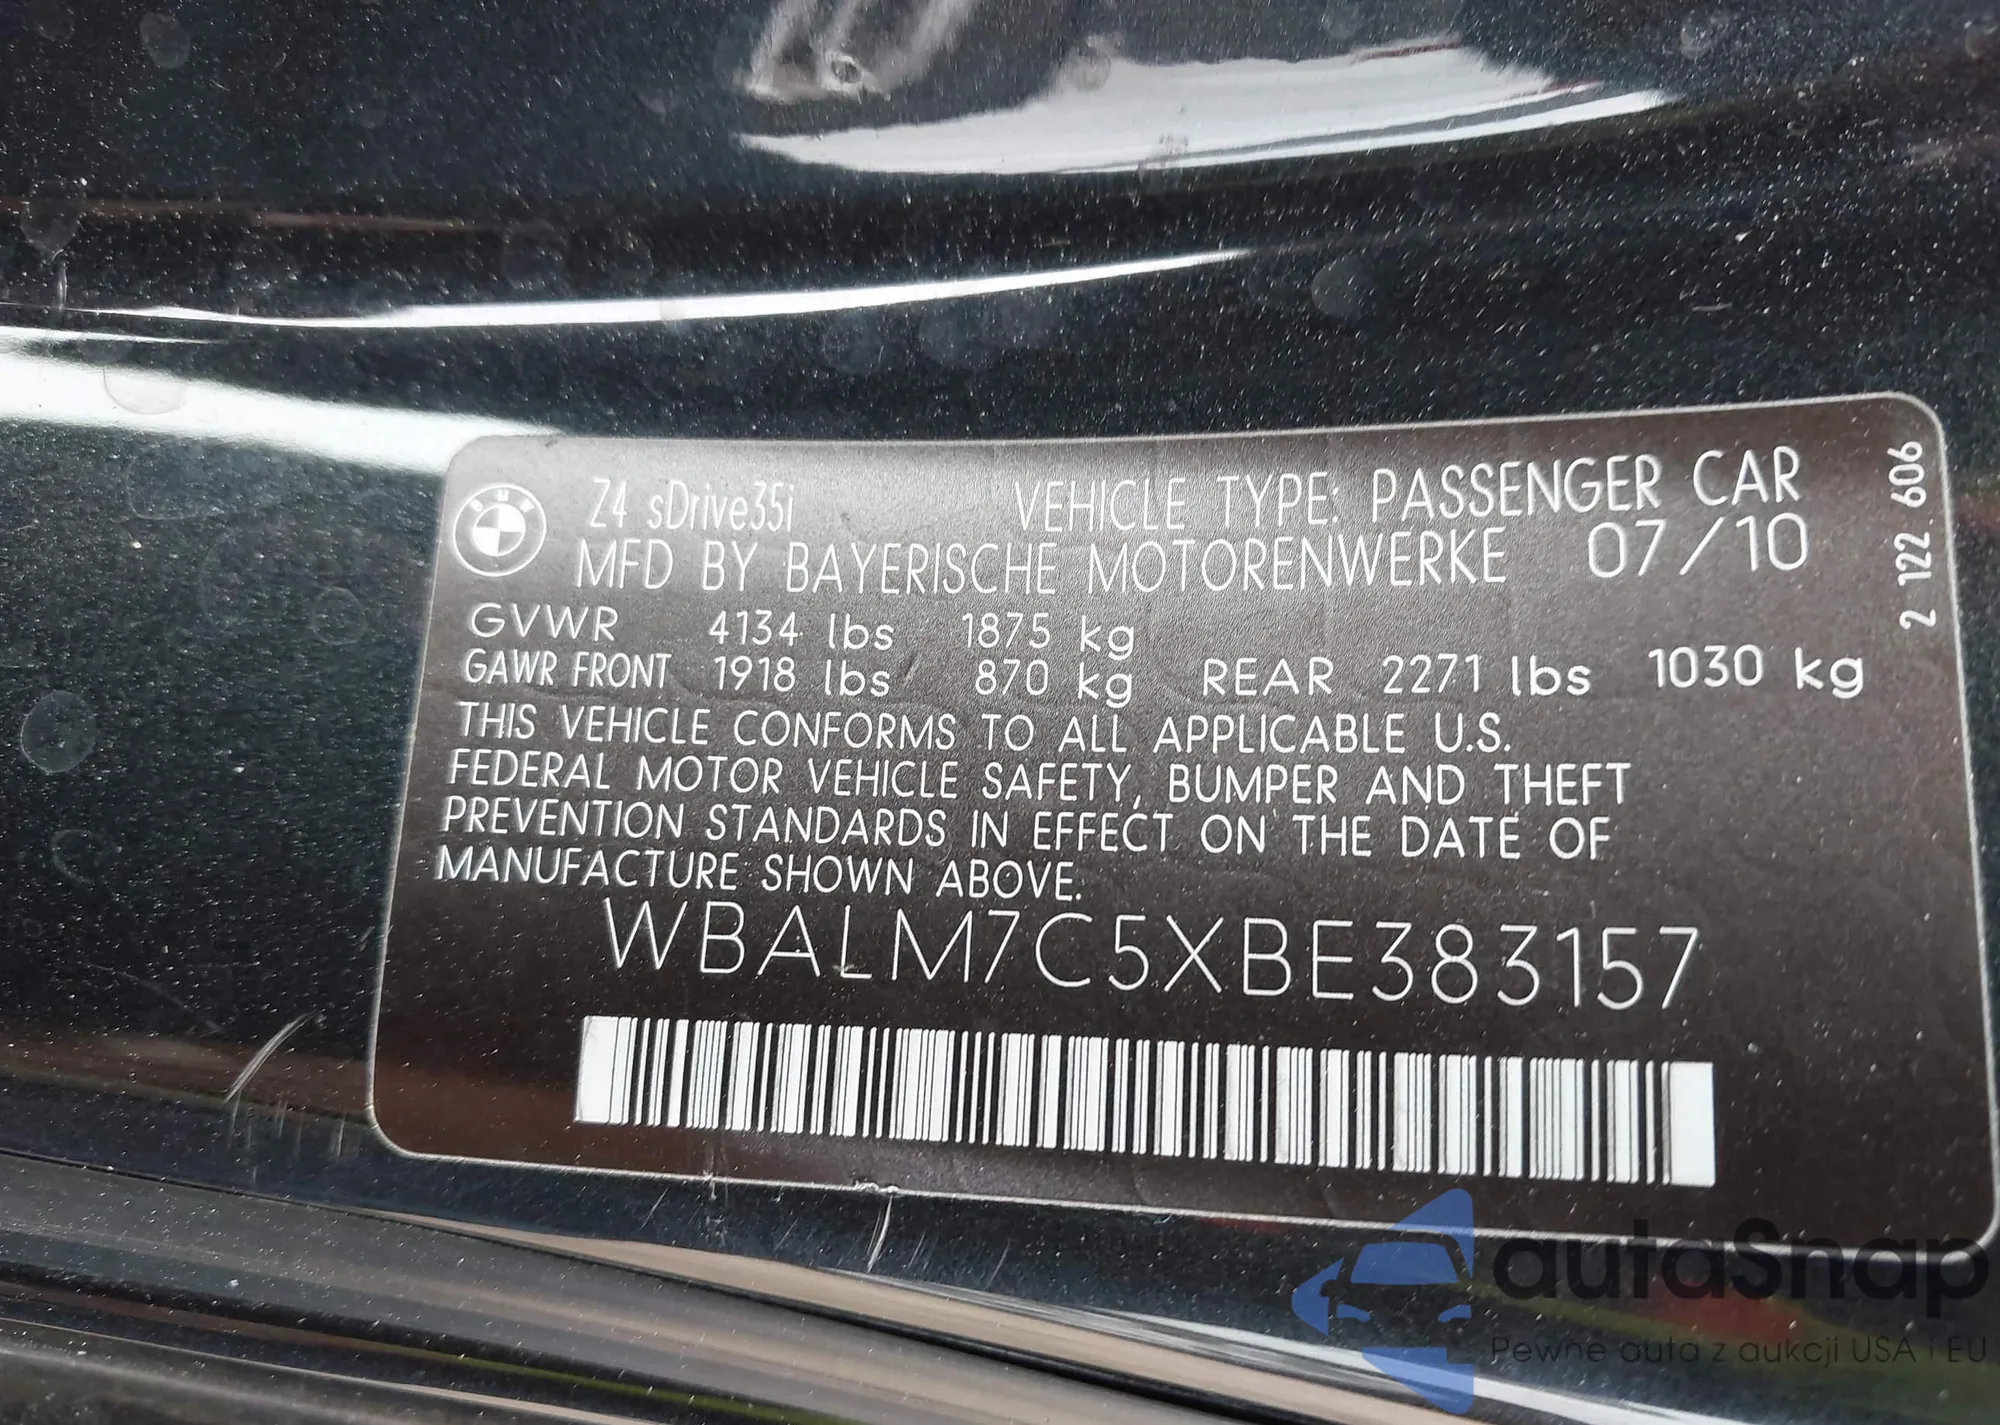 BMW
Z4 sDrive35i VEHICLE TYPE: PASSENGER CAR
MFD BY BAYERISCHE MOTORENWERKE 07/10
GVWR 4134 lbs 1875 kg
GAWR FRONT 1918 lbs 870 kg REAR 2271 lbs 1030 kg
THIS VEHICLE CONFORMS TO ALL APPLICABLE U.S.
FEDERAL MOTOR VEHICLE SAFETY, BUMPER AND THEFT
PREVENTION STANDARDS IN EFFECT ON THE DATE OF
MANUFACTURE SHOWN ABOVE.
WBALM7C5XBE383157
2 122.606
autaSnap
Pewne auta z aukcji USA i EU